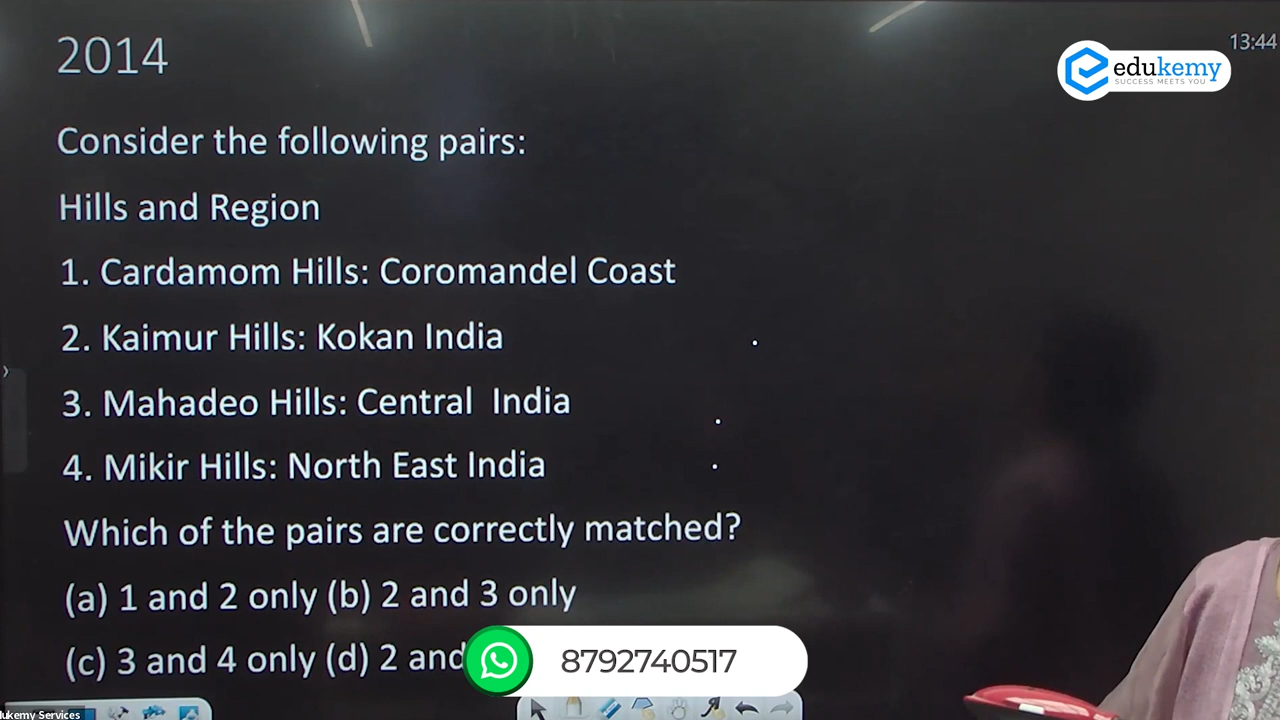 2014
13:44
edukemy
SUCCESS MEETS YOU
Consider the following pairs:
Hills and Region
1. Cardamom Hills: Coromandel Coast
2. Kaimur Hills: Kokan India
3. Mahadeo Hills: Central India
4. Mikir Hills: North East India
Which of the pairs are correctly matched?
(a) 1 and 2 only (b) 2 and 3 only
(c) 3 and 4 only (d) 2 and
8792740517
ukemy Services